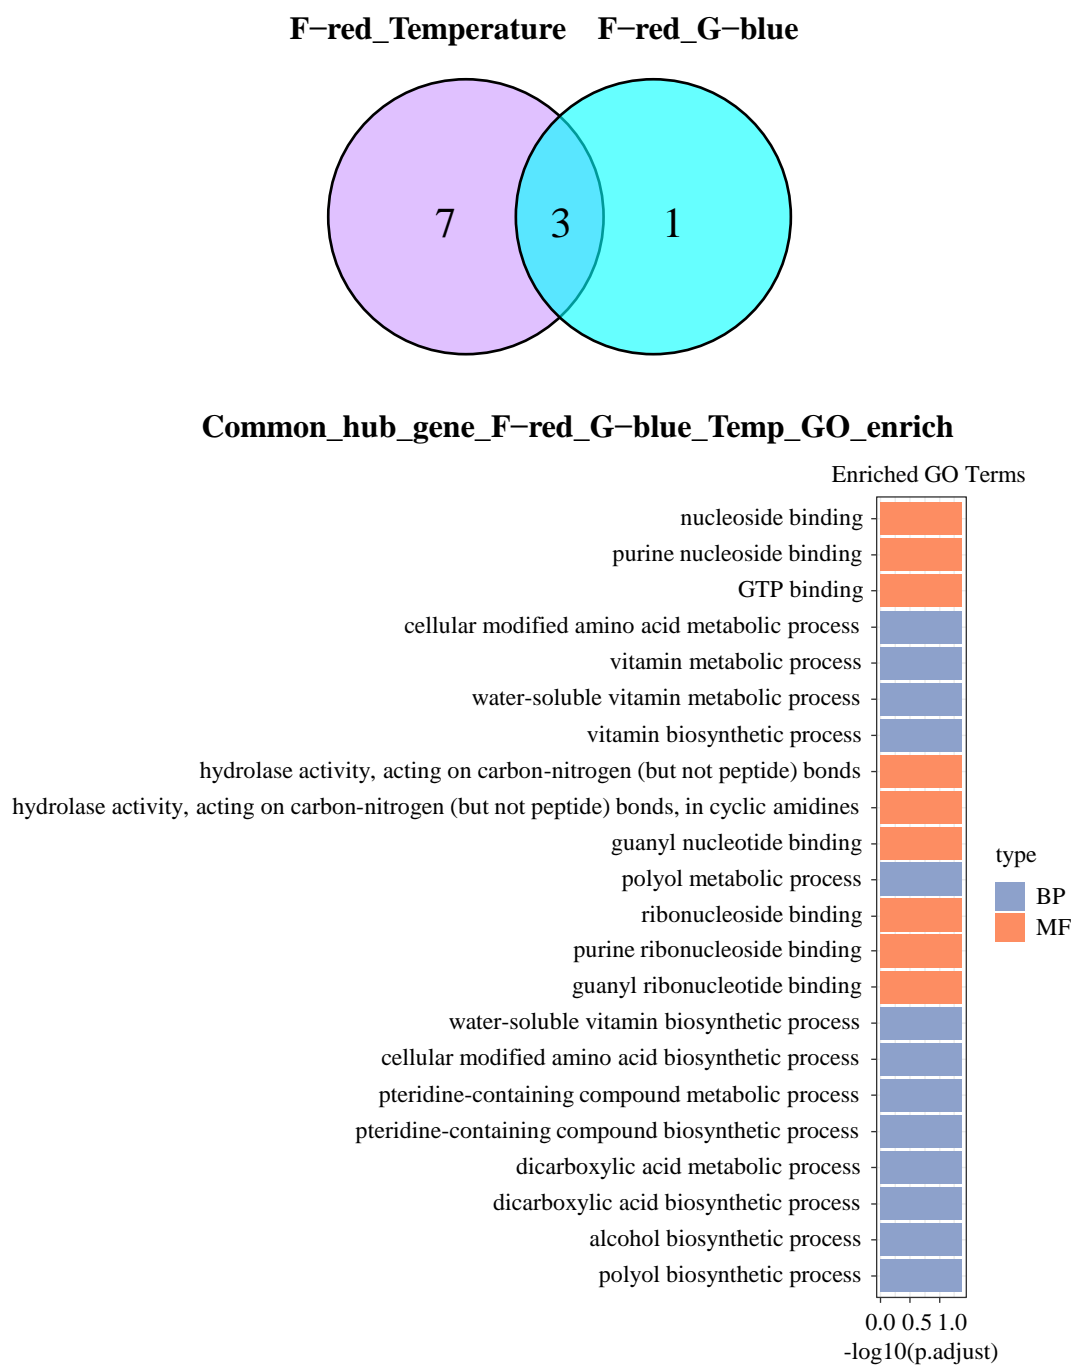 F−red_Temperature F−red_G−blue
7 3 1
Common_hub_gene_F−red_G−blue_Temp_GO_enrich
Enriched GO Terms
nucleoside binding
purine nucleoside binding
GTP binding
cellular modified amino acid metabolic process
vitamin metabolic process
water-soluble vitamin metabolic process
vitamin biosynthetic process
hydrolase activity, acting on carbon-nitrogen (but not peptide) bonds
hydrolase activity, acting on carbon-nitrogen (but not peptide) bonds, in cyclic amidines
guanyl nucleotide binding
polyol metabolic process
ribonucleoside binding
purine ribonucleoside binding
guanyl ribonucleotide binding
water-soluble vitamin biosynthetic process
cellular modified amino acid biosynthetic process
pteridine-containing compound metabolic process
pteridine-containing compound biosynthetic process
dicarboxylic acid metabolic process
dicarboxylic acid biosynthetic process
alcohol biosynthetic process
polyol biosynthetic process
0.0 0.5 1.0
-log10(p.adjust)
type
BP
MF